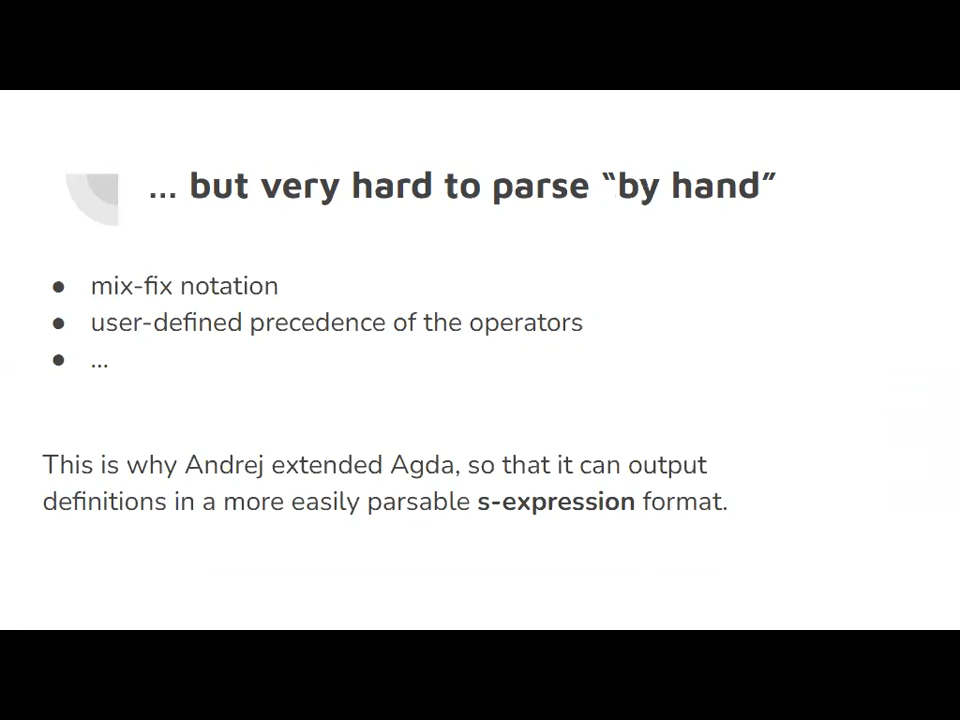 ... but very hard to parse “by hand”
● mix-fix notation
● user-defined precedence of the operators
● ...
This is why Andrej extended Agda, so that it can output
definitions in a more easily parsable s-expression format.